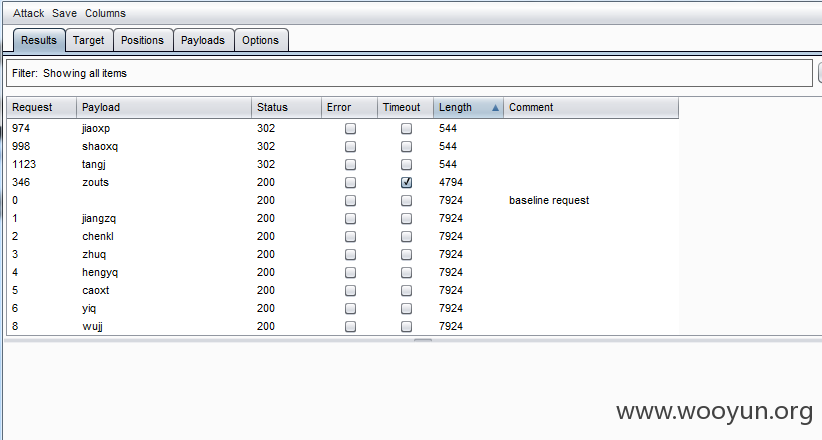 Attack Save Columns
Results Target Positions Payloads Options
Filter: Showing all items
Request Payload Status Error Timeout Length Comment
974 jiaoxp 302 544
998 shaoxq 302 544
1123 tangj 302 544
346 zouts 200 4794
0 200 7924 baseline request
1 jiangzq 200 7924
2 chenkl 200 7924
3 zhuq 200 7924
4 hengyq 200 7924
5 caoxt 200 7924
6 yiq 200 7924
8 wujj 200 7924
www.wooyun.org